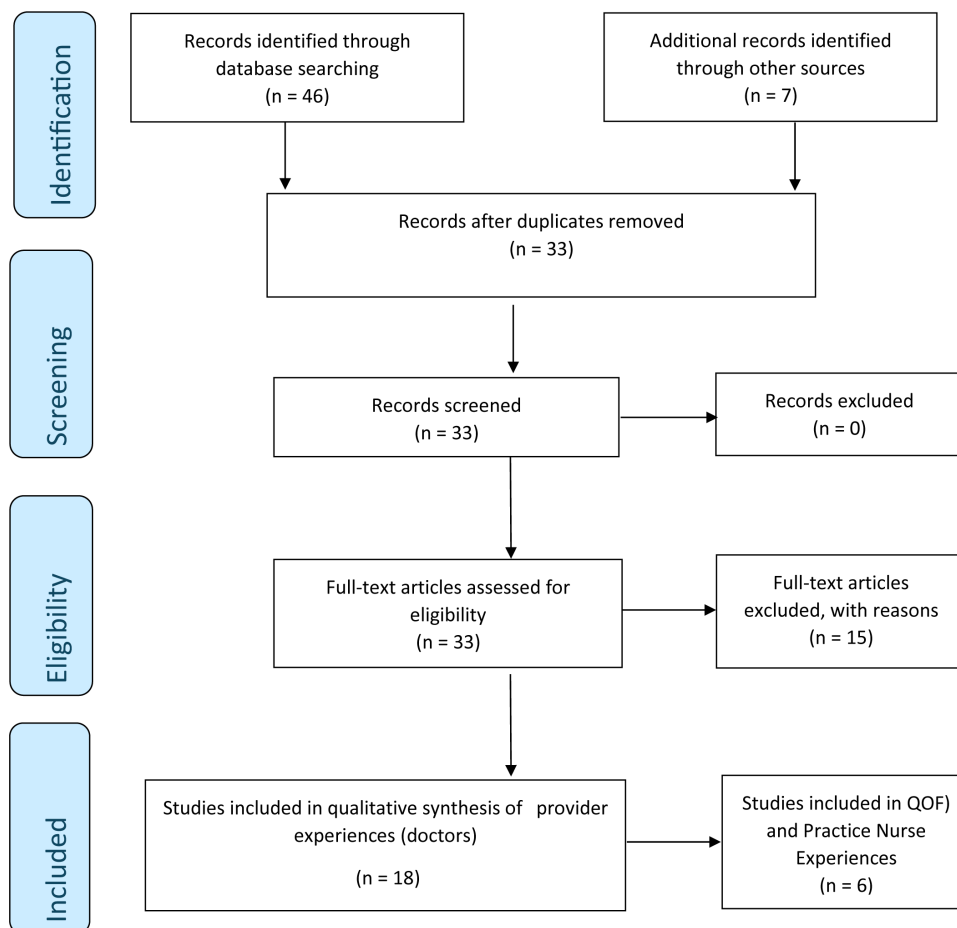 Identification
Records identified through
database searching
(n = 46)
Additional records identified
through other sources
(n = 7)
Records after duplicates removed
(n = 33)
Screening
Records screened
(n = 33)
Records excluded
(n = 0)
Eligibility
Full-text articles assessed for
eligibility
(n = 33)
Full-text articles
excluded, with reasons
(n = 15)
Included
Studies included in qualitative synthesis of provider
experiences (doctors)
(n = 18)
Studies included in QOF)
and Practice Nurse
Experiences
(n = 6)